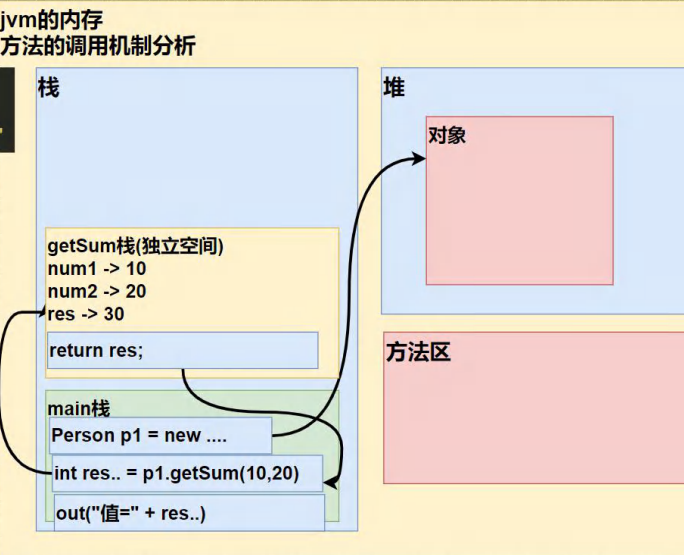 jvm的内存
方法的调用机制分析
栈
getSum栈(独立空间)
num1 -> 10
num2 -> 20
res -> 30
return res;
main栈
Person p1 = new ....
int res.. = p1.getSum(10,20)
out("值=" + res..)
堆
对象
方法区